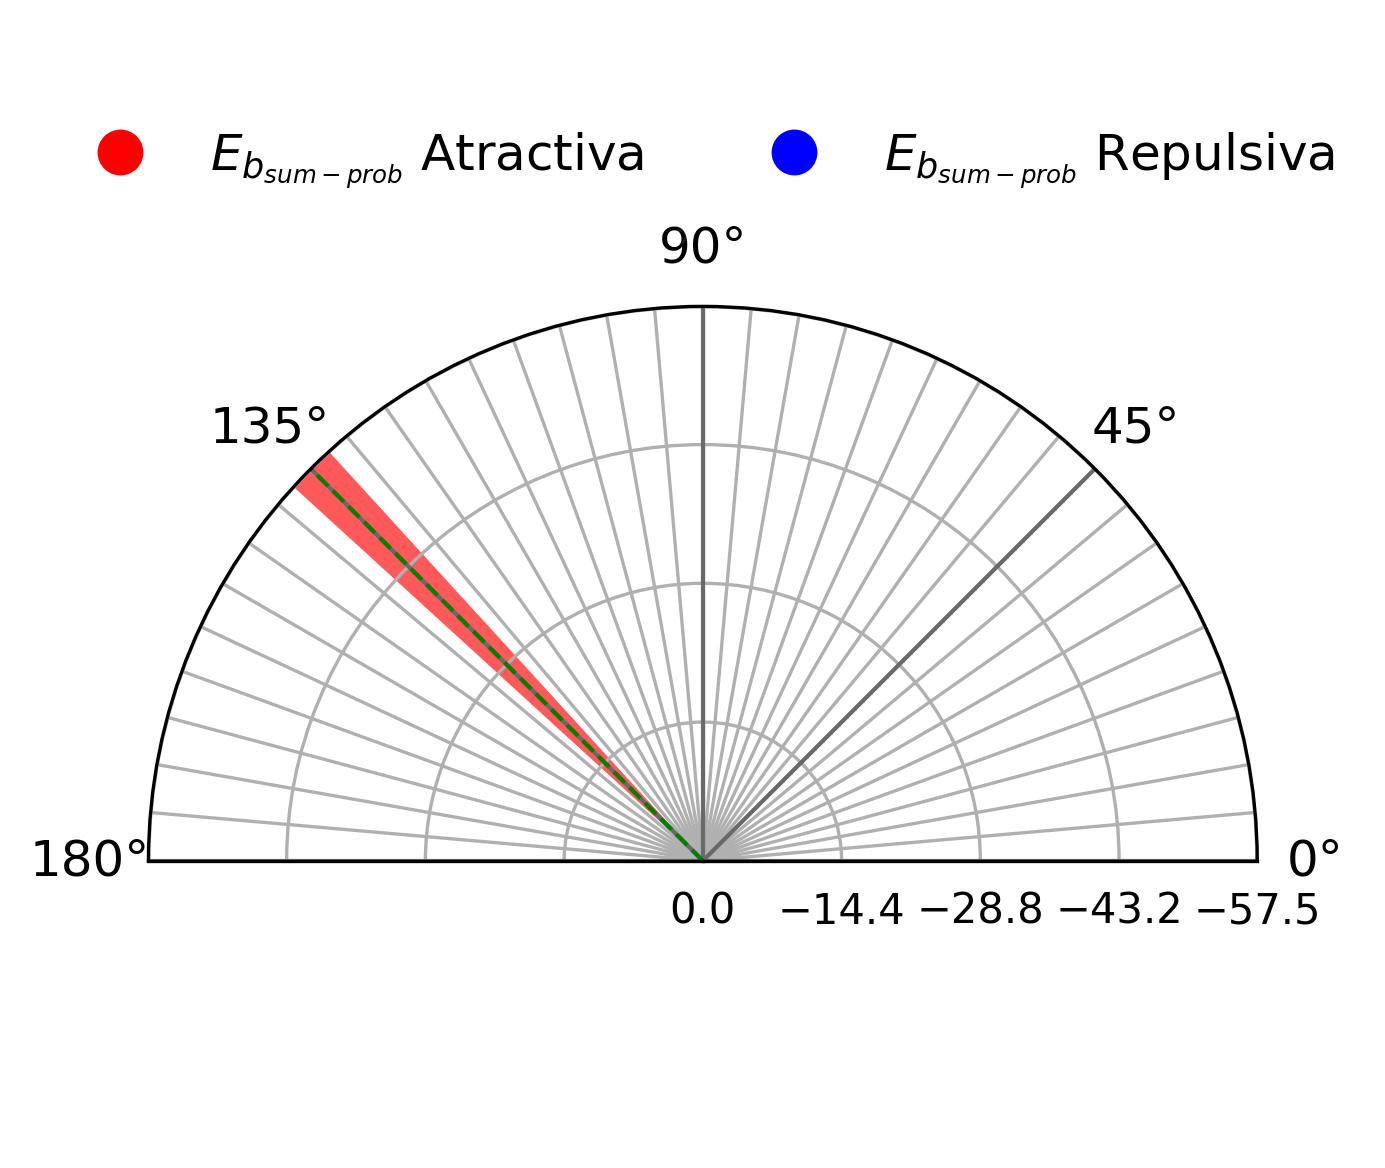 E_{b_{sum-prob}} Atractiva E_{b_{sum-prob}} Repulsiva
90°
135° 45°
180° 0°
0.0 −14.4 −28.8 −43.2 −57.5